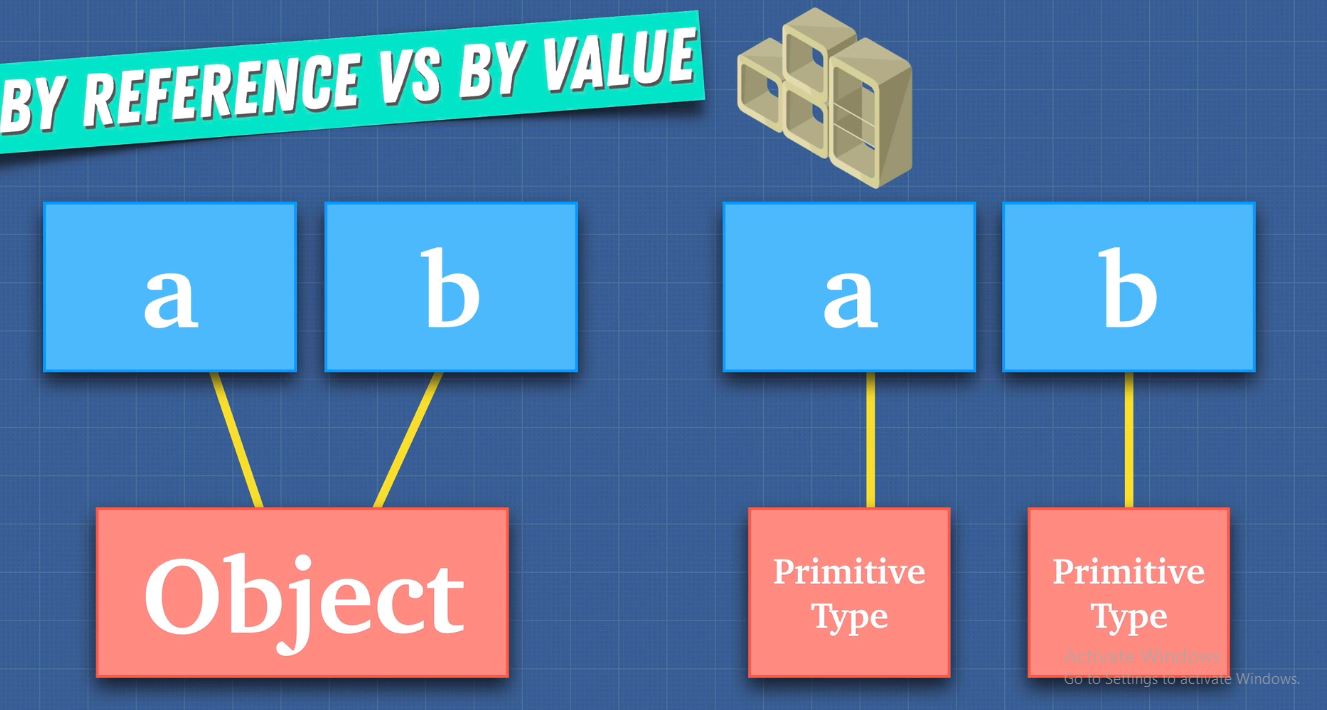 BY REFERENCE VS BY VALUE
a
b
a
b
Object
Primitive
Type
Primitive
Type
Activate Windows
Go to Settings to activate Windows.